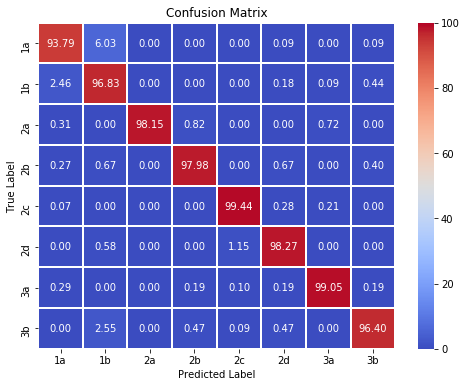 Confusion Matrix
True Label
1a 93.79 6.03 0.00 0.00 0.00 0.09 0.00 0.09
1b 2.46 96.83 0.00 0.00 0.00 0.18 0.09 0.44
2a 0.31 0.00 98.15 0.82 0.00 0.00 0.72 0.00
2b 0.27 0.67 0.00 97.98 0.00 0.67 0.00 0.40
2c 0.07 0.00 0.00 0.00 99.44 0.28 0.21 0.00
2d 0.00 0.58 0.00 0.00 1.15 98.27 0.00 0.00
3a 0.29 0.00 0.00 0.19 0.10 0.19 99.05 0.19
3b 0.00 2.55 0.00 0.47 0.09 0.47 0.00 96.40
1a 1b 2a 2b 2c 2d 3a 3b
Predicted Label
100
80
60
40
20
0